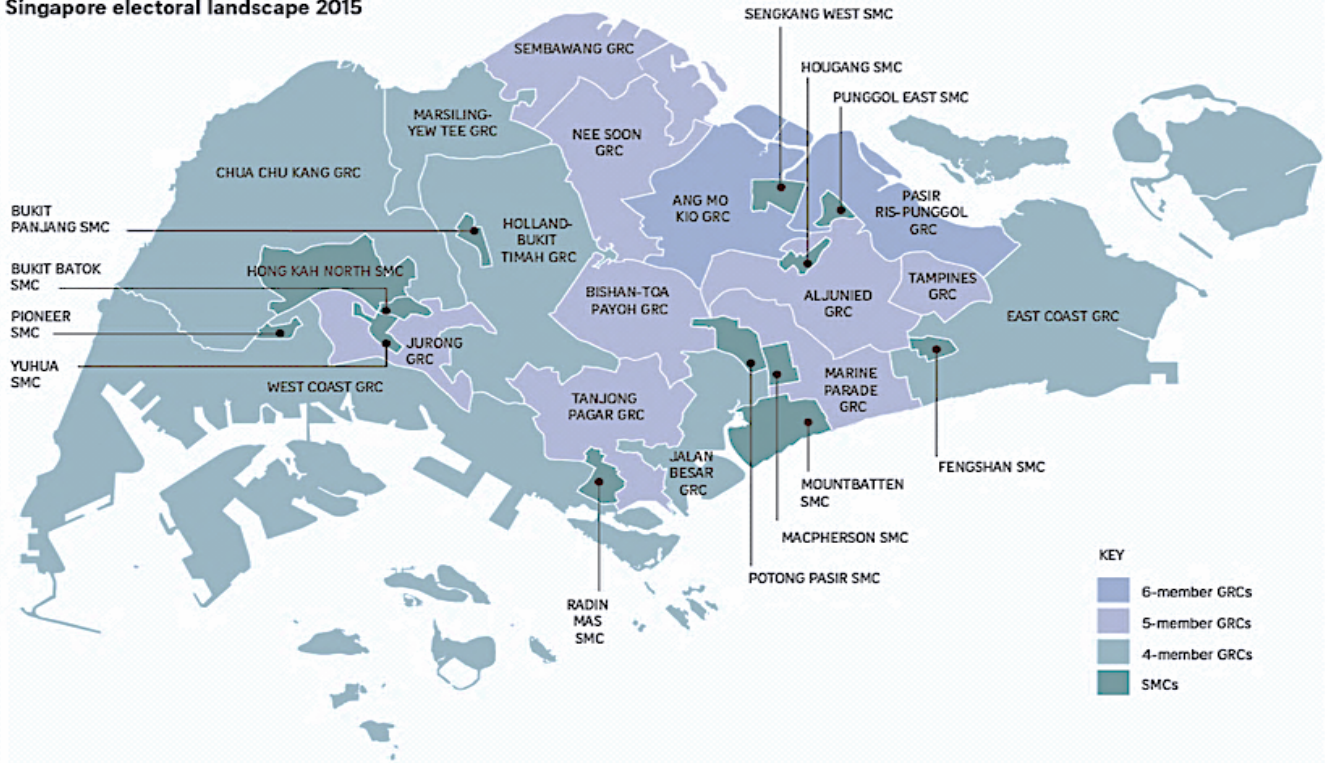 Singapore electoral landscape 2015
SENGKANG WEST SMC
SEMBAWANG GRC
HOUGANG SMC
PUNGGOL EAST SMC
MARSILING-
YEW TEE GRC
NEE SOON
GRC
CHUA CHU KANG GRC
ANG MO
KIO GRC
PASIR
RIS-PUNGGOL
GRC
BUKIT
PANJANG SMC
HOLLAND-
BUKIT
TIMAH GRC
BUKIT BATOK
SMC
HONG KAH NORTH SMC
BISHAN-TOA
PAYOH GRC
ALJUNIED
GRC
TAMPINES
GRC
EAST COAST GRC
PIONEER
SMC
JURONG
GRC
YUHUA
SMC
WEST COAST GRC
TANJONG
PAGAR GRC
MARINE
PARADE
GRC
JALAN
BESAR
GRC
FENGSHAN SMC
MOUNTBATTEN
SMC
MACPHERSON SMC
POTONG PASIR SMC
RADIN
MAS
SMC
KEY
6-member GRCs
5-member GRCs
4-member GRCs
SMCs